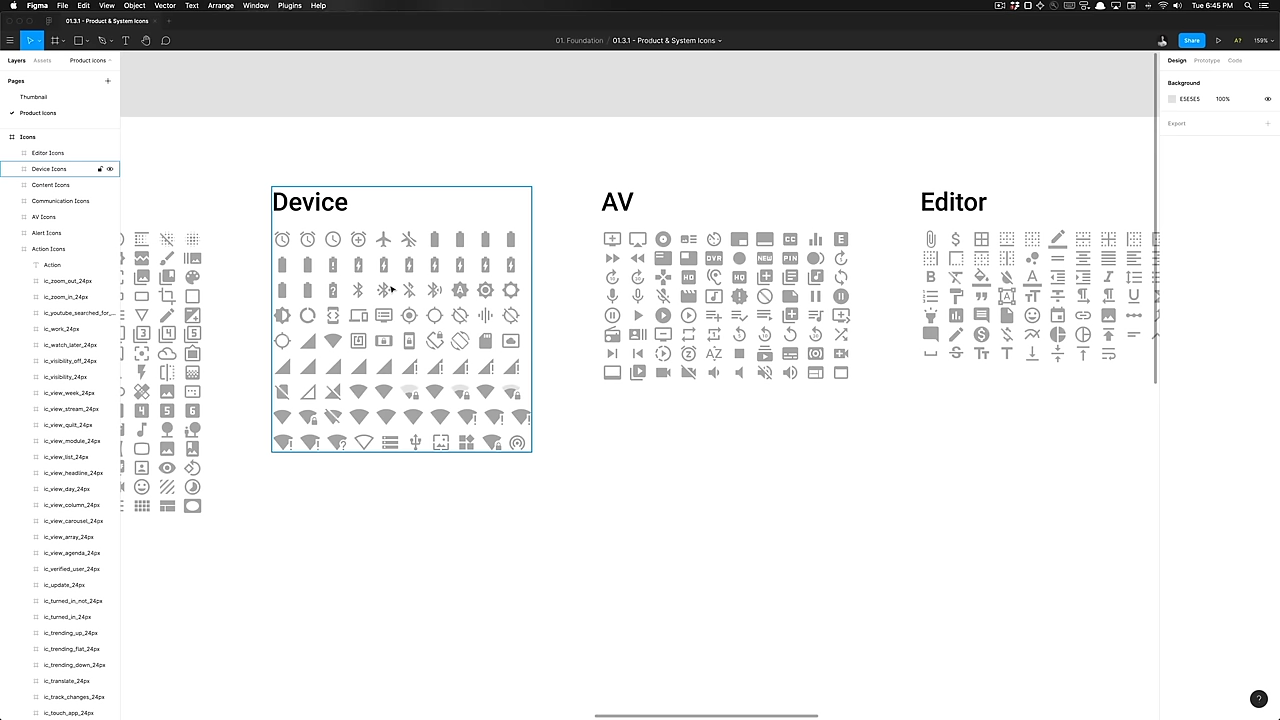 Figma File Edit View Object Vector Text Arrange Window Plugins Help
Tue 6:45 PM
01.3.1 - Product & System Icons
01. Foundation / 01.3.1 - Product & System Icons
Share
A?
159%
Layers Assets Product icons
Design Prototype Code
Pages
Background
Thumbnail
E5E5E5 100%
Product Icons
Export
Icons
Editor Icons
Device Icons
Content Icons
Communication Icons
AV Icons
Alert Icons
Action Icons
Action
ic_zoom_out_24px
ic_zoom_in_24px
ic_youtube_searched_for_...
ic_work_24px
ic_watch_later_24px
ic_visibility_off_24px
ic_visibility_24px
ic_view_week_24px
ic_view_stream_24px
ic_view_quilt_24px
ic_view_module_24px
ic_view_list_24px
ic_view_headline_24px
ic_view_day_24px
ic_view_column_24px
ic_view_carousel_24px
ic_view_array_24px
ic_view_agenda_24px
ic_verified_user_24px
ic_update_24px
ic_turned_in_not_24px
ic_turned_in_24px
ic_trending_up_24px
ic_trending_flat_24px
ic_trending_down_24px
ic_translate_24px
ic_track_changes_24px
ic_touch_app_24px
Device
AV
Editor